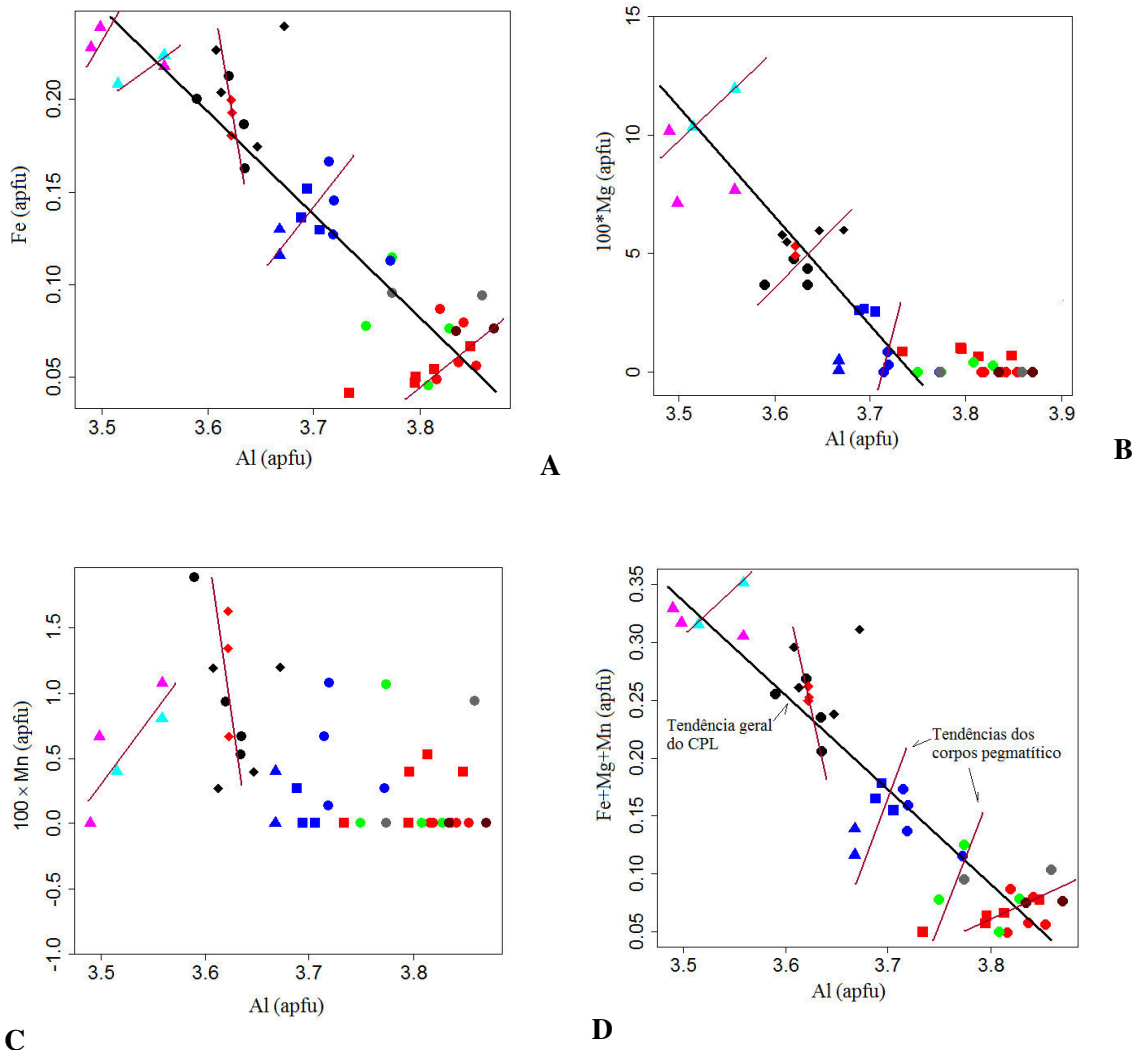 Fe (apfu)
0.20
0.15
0.10
0.05
3.5 3.6 3.7 3.8
Al (apfu)
A
100*Mg (apfu)
15
10
5
0
3.5 3.6 3.7 3.8 3.9
Al (apfu)
B
100 × Mn (apfu)
1.5
1.0
0.5
0.0
-0.5
-1.0
3.5 3.6 3.7 3.8
Al (apfu)
C
Fe+Mg+Mn (apfu)
0.35
0.30
0.25
0.20
0.15
0.10
0.05
Tendência geral
do CPL
Tendências dos
corpos pegmatítico
3.5 3.6 3.7 3.8
Al (apfu)
D